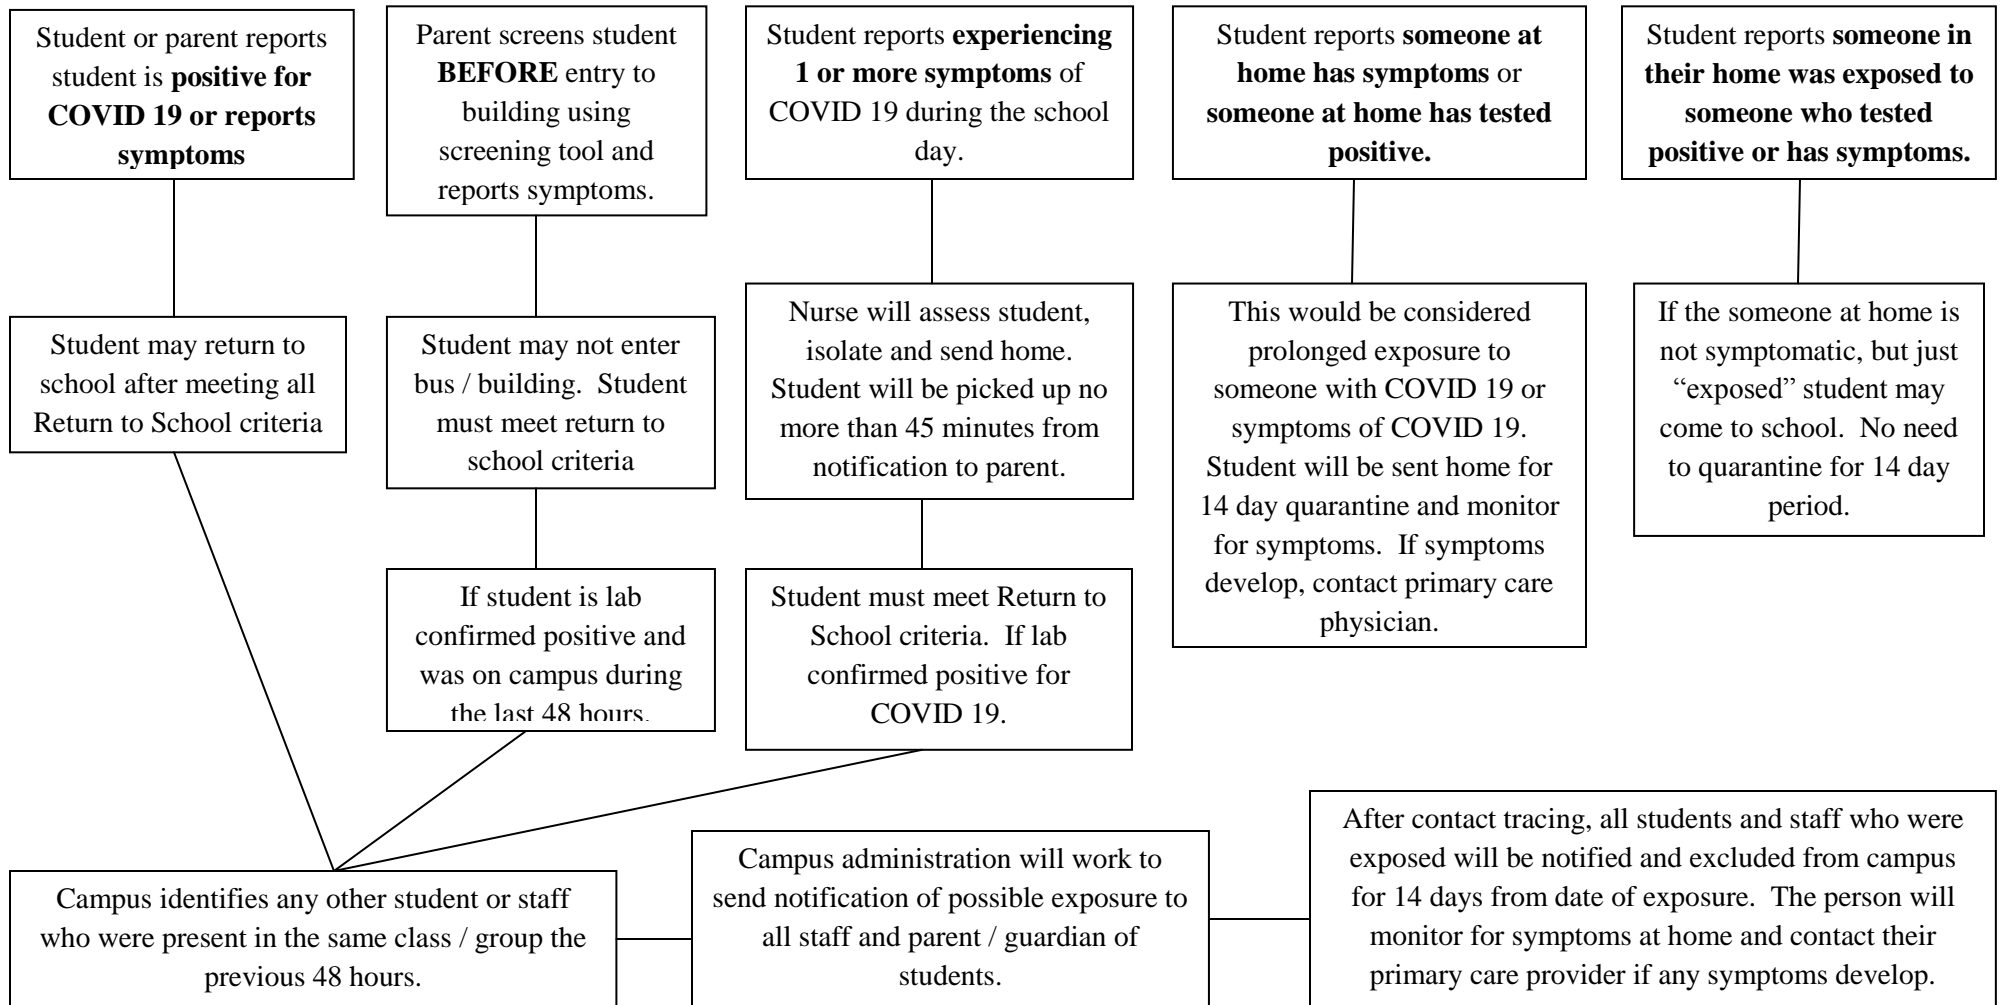 Student or parent reports
student is positive for
COVID 19 or reports
symptoms
Parent screens student
BEFORE entry to
building using
screening tool and
reports symptoms.
Student reports experiencing
1 or more symptoms of
COVID 19 during the school
day.
Student reports someone at
home has symptoms or
someone at home has tested
positive.
Student reports someone in
their home was exposed to
someone who tested
positive or has symptoms.
Student may return to
school after meeting all
Return to School criteria
Student may not enter
bus / building. Student
must meet return to
school criteria
Nurse will assess student,
isolate and send home.
Student will be picked up no
more than 45 minutes from
notification to parent.
This would be considered
prolonged exposure to
someone with COVID 19 or
symptoms of COVID 19.
Student will be sent home for
14 day quarantine and monitor
for symptoms. If symptoms
develop, contact primary care
physician.
If the someone at home is
not symptomatic, but just
“exposed” student may
come to school. No need
to quarantine for 14 day
period.
If student is lab
confirmed positive and
was on campus during
the last 48 hours.
Student must meet Return to
School criteria. If lab
confirmed positive for
COVID 19.
Campus identifies any other student or staff
who were present in the same class / group the
previous 48 hours.
Campus administration will work to
send notification of possible exposure to
all staff and parent / guardian of
students.
After contact tracing, all students and staff who were
exposed will be notified and excluded from campus
for 14 days from date of exposure. The person will
monitor for symptoms at home and contact their
primary care provider if any symptoms develop.